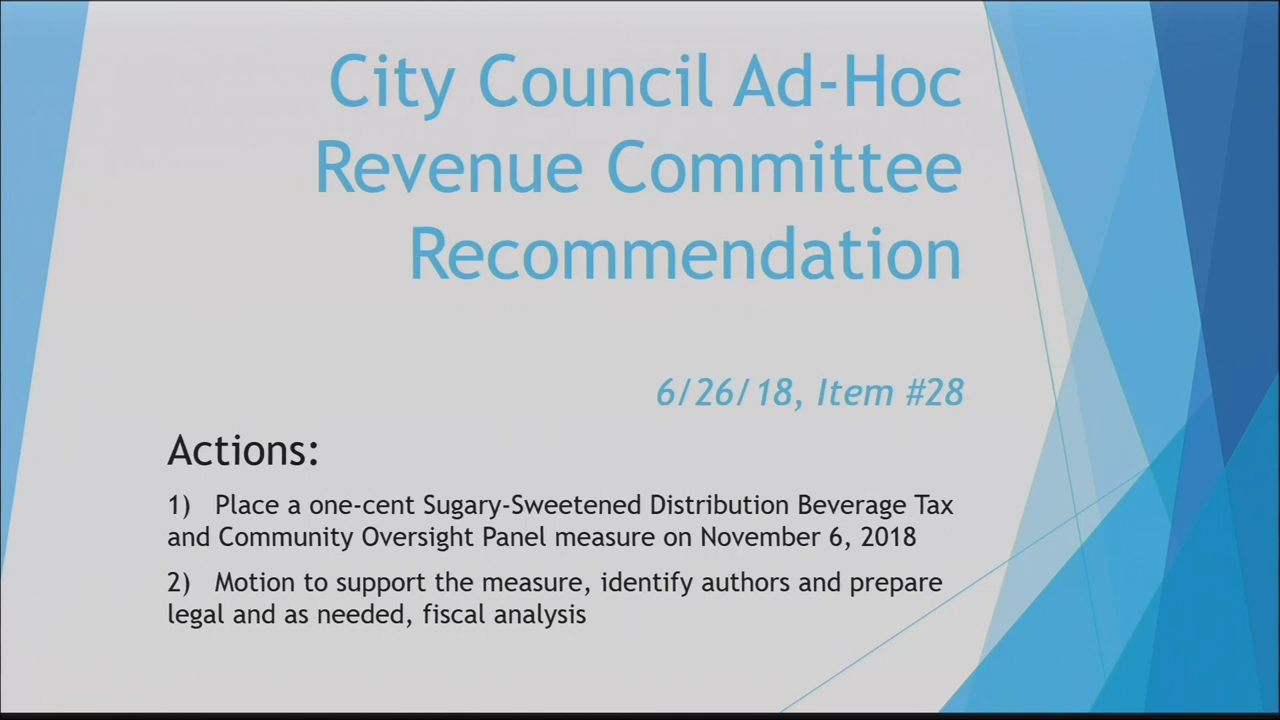 City Council Ad-Hoc
Revenue Committee
Recommendation
6/26/18, Item #28
Actions:
1) Place a one-cent Sugary-Sweetened Distribution Beverage Tax
and Community Oversight Panel measure on November 6, 2018
2) Motion to support the measure, identify authors and prepare
legal and as needed, fiscal analysis